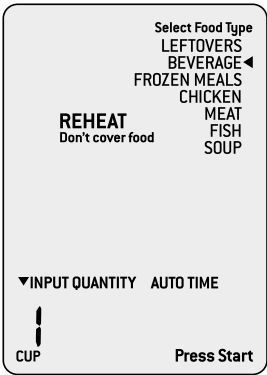 Select Food Type
LEFTOVERS
BEVERAGE◀
FROZEN MEALS
CHICKEN
MEAT
FISH
SOUP
REHEAT
Don't cover food
▼INPUT QUANTITY AUTO TIME
1
CUP
Press Start